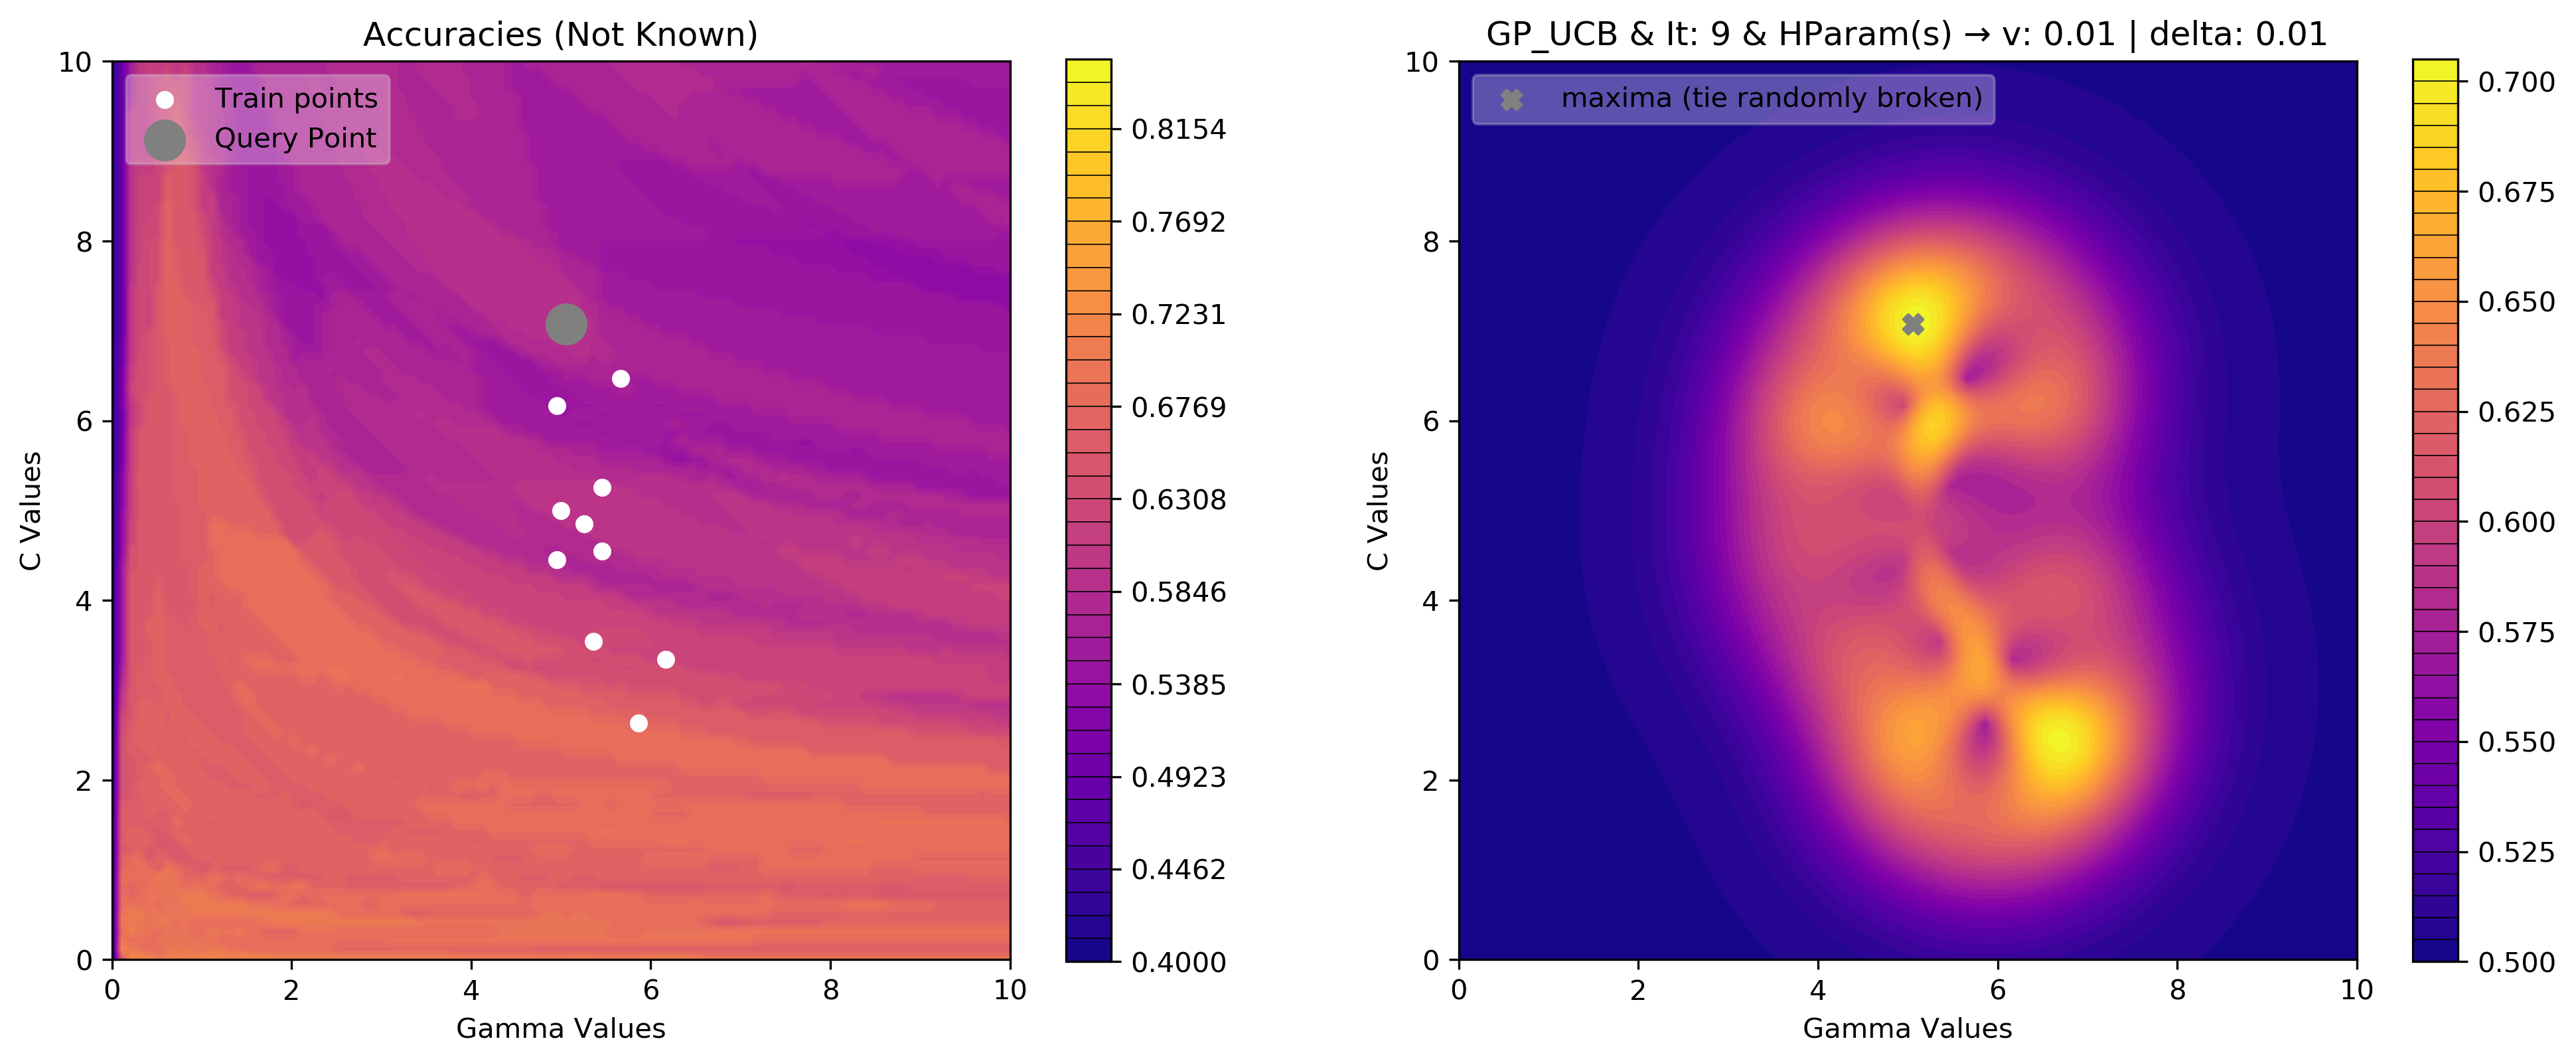 Accuracies (Not Known)
10
8
6
4
2
0
C Values
Train points
Query Point
0 2 4 6 8 10
Gamma Values
0.8154
0.7692
0.7231
0.6769
0.6308
0.5846
0.5385
0.4923
0.4462
0.4000
GP_UCB & It: 9 & HParam(s) → v: 0.01 | delta: 0.01
10
8
6
4
2
0
C Values
maxima (tie randomly broken)
0 2 4 6 8 10
Gamma Values
0.700
0.675
0.650
0.625
0.600
0.575
0.550
0.525
0.500